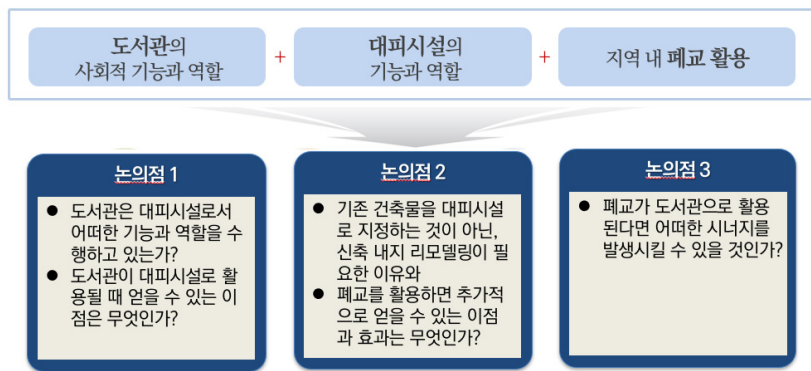 도서관의
사회적 기능과 역할
+
대피시설의
기능과 역할
+
지역 내 폐교 활용
논의점 1
● 도서관은 대피시설로서
어떠한 기능과 역할을 수
행하고 있는가?
● 도서관이 대피시설로 활
용될 때 얻을 수 있는 이
점은 무엇인가?
논의점 2
● 기존 건축물을 대피시설
로 지정하는 것이 아닌,
신축 내지 리모델링이 필
요한 이유와
● 폐교를 활용하면 추가적
으로 얻을 수 있는 이점
과 효과는 무엇인가?
논의점 3
● 폐교가 도서관으로 활용
된다면 어떠한 시너지를
발생시킬 수 있을 것인가?